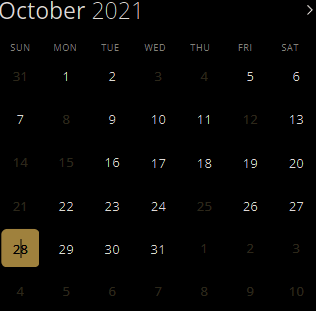 October 2021
SUN MON TUE WED THU FRI SAT
31 1 2 3 4 5 6
7 8 9 10 11 12 13
14 15 16 17 18 19 20
21 22 23 24 25 26 27
28 29 30 31 1 2 3
4 5 6 7 8 9 10